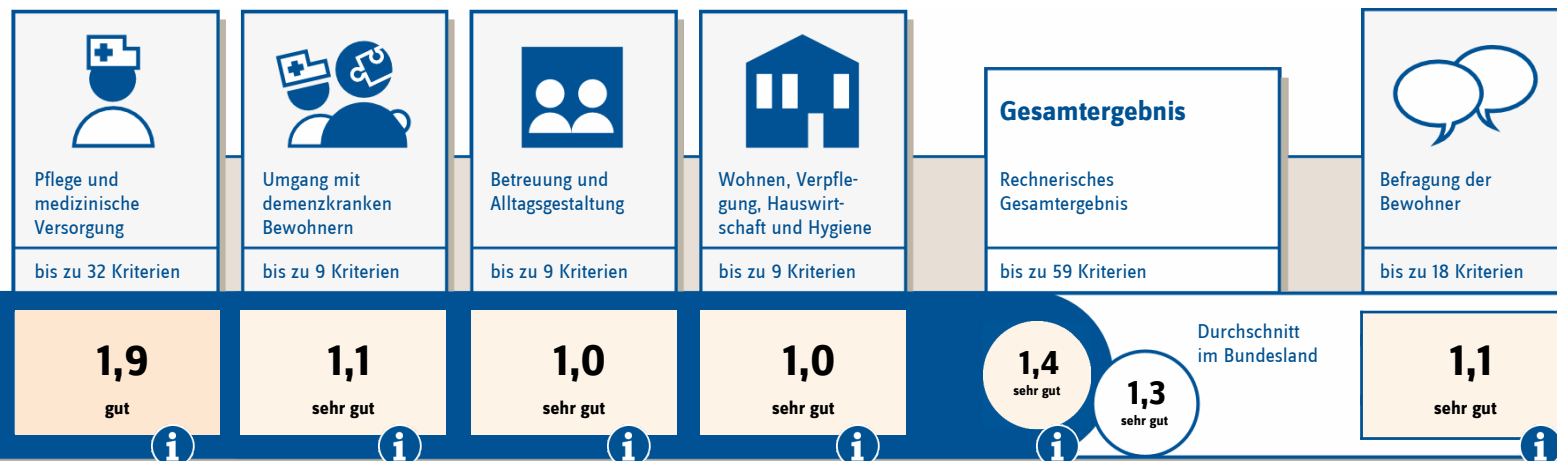 Pflege und
medizinische
Versorgung
bis zu 32 Kriterien
1,9
gut
i
Umgang mit
demenzkranken
Bewohnern
bis zu 9 Kriterien
1,1
sehr gut
i
Betreuung und
Alltagsgestaltung
bis zu 9 Kriterien
1,0
sehr gut
i
Wohnen, Verpfle-
gung, Hauswirt-
schaft und Hygiene
bis zu 9 Kriterien
1,0
sehr gut
i
Gesamtergebnis
Rechnerisches
Gesamtergebnis
bis zu 59 Kriterien
1,4
sehr gut
i
Durchschnitt
im Bundesland
1,3
sehr gut
Befragung der
Bewohner
bis zu 18 Kriterien
1,1
sehr gut
i